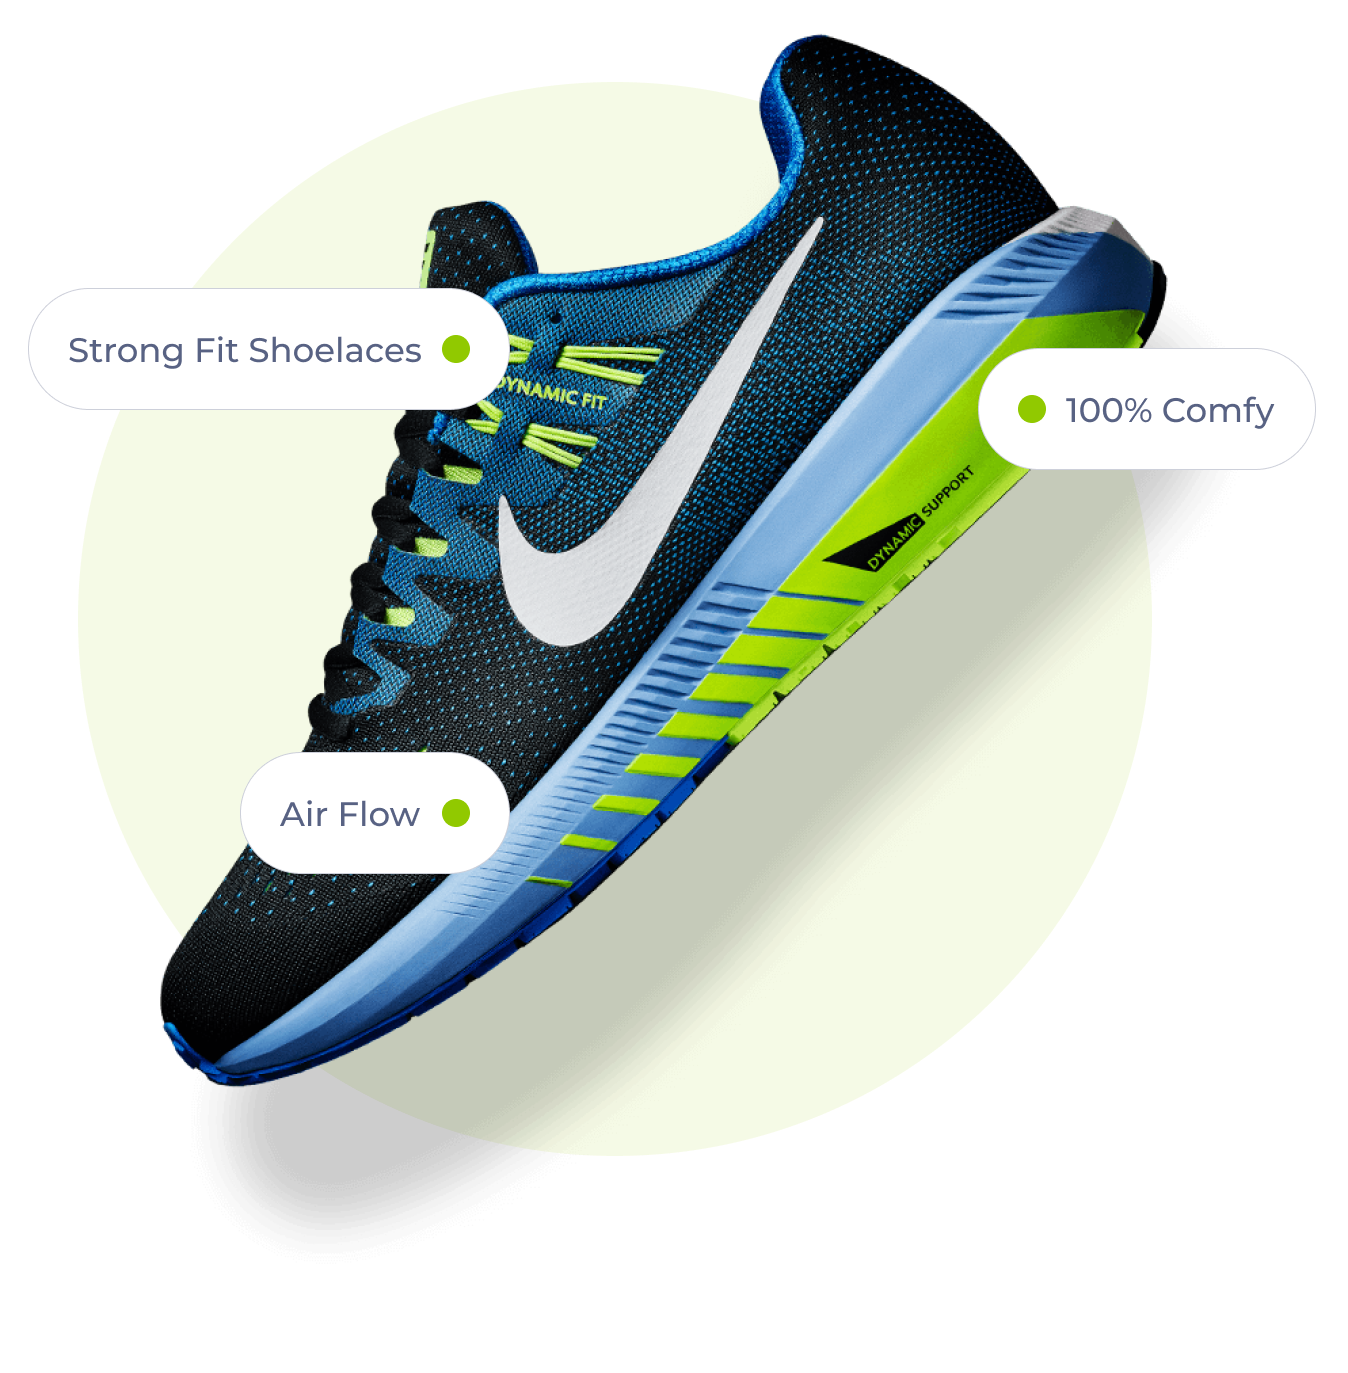 Strong Fit Shoelaces
DYNAMIC FIT
100% Comfy
DYNAMIC SUPPORT
Air Flow